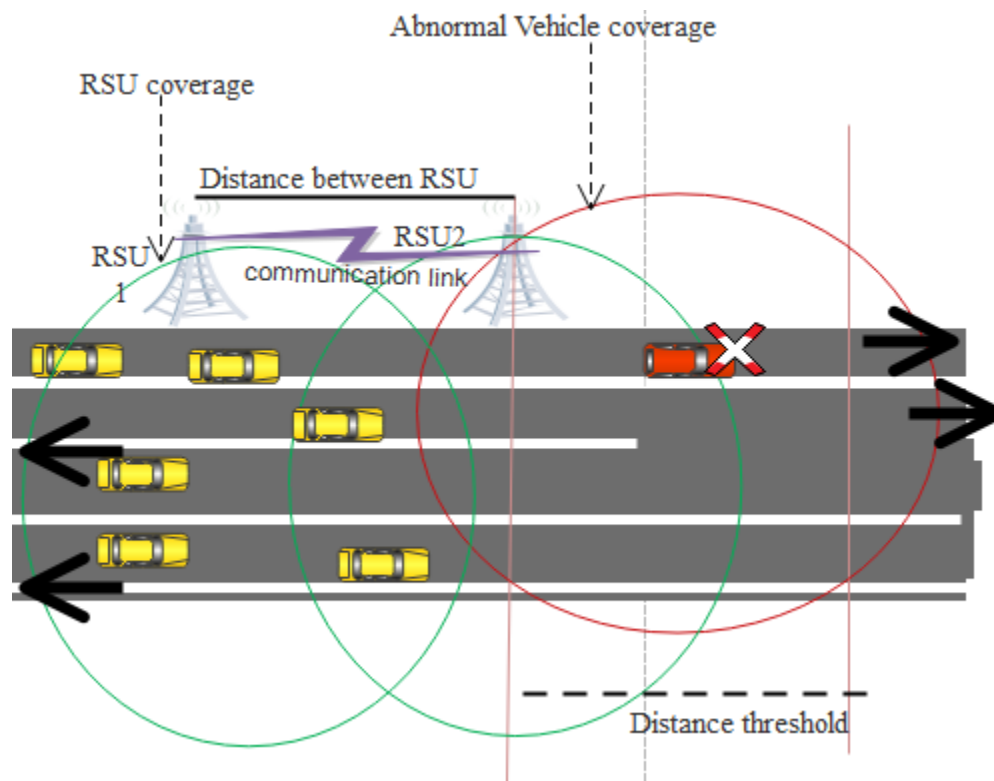 Abnormal Vehicle coverage
RSU coverage
Distance between RSU
RSU
1
RSU2
communication link
Distance threshold